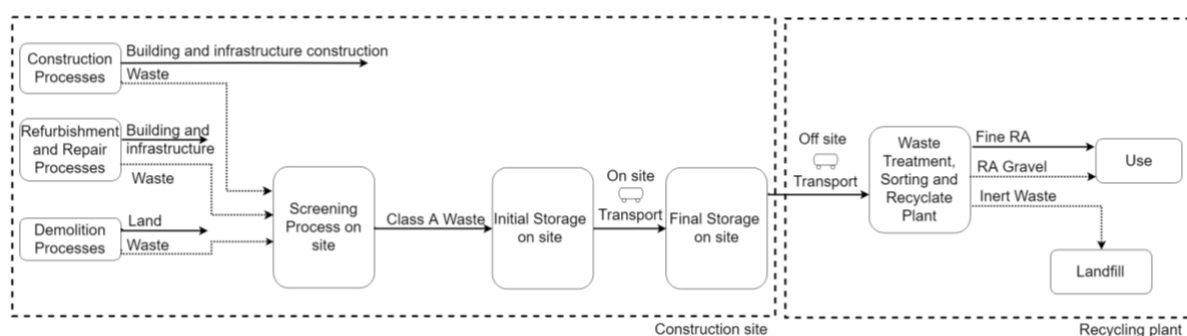 Construction
Processes
Building and infrastructure construction
Waste
Refurbishment
and Repair
Processes
Building and
infrastructure
Waste
Demolition
Processes
Land
Waste
Screening
Process on
site
Class A Waste
Initial Storage
on site
On site
Transport
Final Storage
on site
Construction site
Off site
Transport
Waste
Treatment,
Sorting and
Recyclate
Plant
Fine RA
RA Gravel
Inert Waste
Use
Landfill
Recycling plant